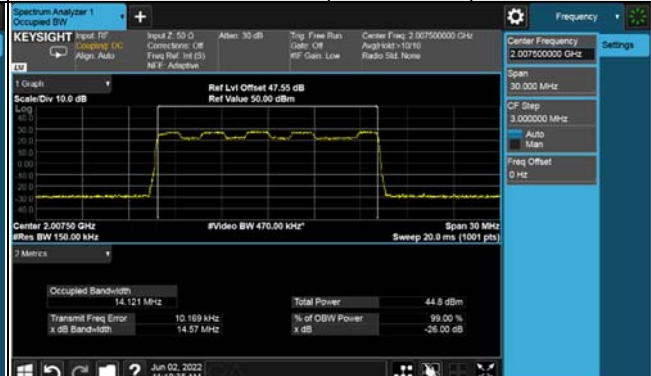 Spectrum Analyzer 1
Occupied BW
+
Frequency
KEYSIGHT Input: RF
Coupling: DC
Align: Auto
Input Z: 50 Ω
Corrections: Off
Freq Ref: Int (S)
NFE: Adaptive
Atten: 30 dB
Trig: Free Run
Gate: Off
#IF Gain: Low
Center Freq: 2.007500000 GHz
Avg|Hold:>10/10
Radio Std: None
Center Frequency
2.007500000 GHz
Settings
Span
30.000 MHz
CF Step
3.000000 MHz
Auto
Man
Freq Offset
0 Hz
1 Graph
Scale/Div 10.0 dB
Ref Lvl Offset 47.55 dB
Ref Value 50.00 dBm
Log
40.0
30.0
20.0
10.0
0.00
-10.0
-20.0
-30.0
-40.0
Center 2.00750 GHz
#Res BW 150.00 kHz
#Video BW 470.00 kHz*
Span 30 MHz
Sweep 20.0 ms (1001 pts)
2 Metrics
Occupied Bandwidth
14.121 MHz
Total Power 44.8 dBm
Transmit Freq Error 10.169 kHz
% of OBW Power 99.00 %
x dB Bandwidth 14.57 MHz
x dB -26.00 dB
?
Jun 02, 2022